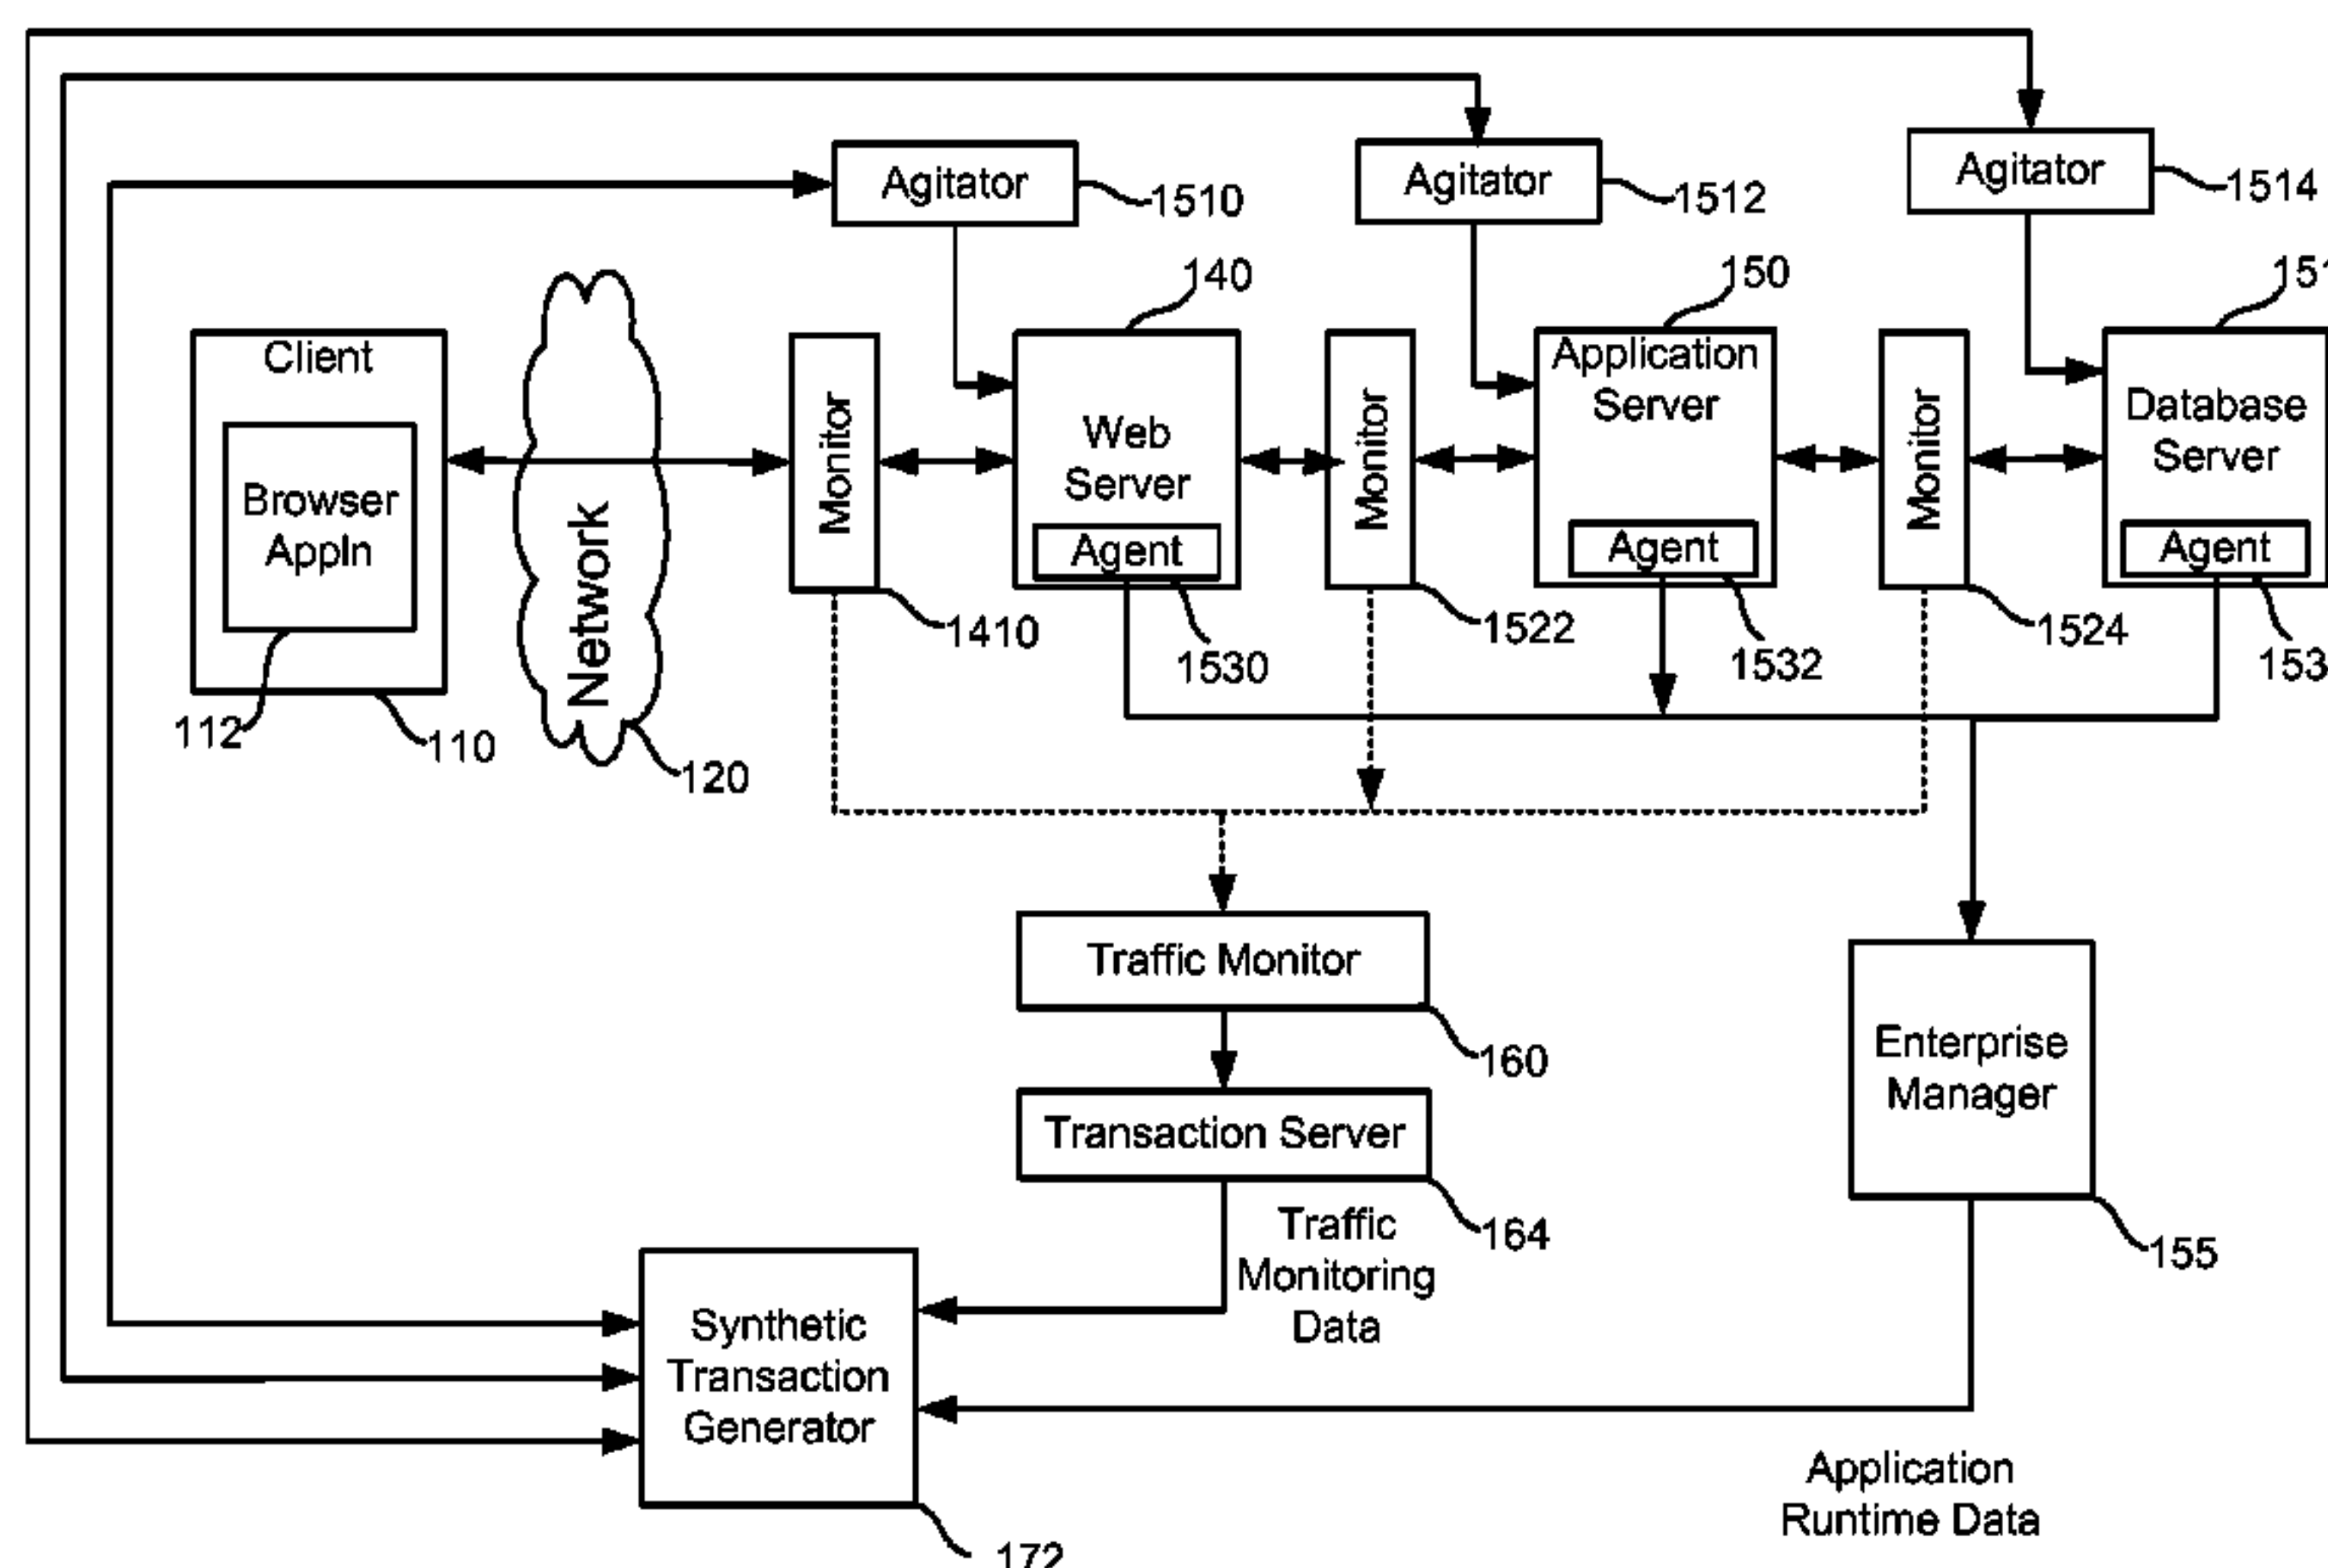 Agitator
1510
Agitator
1512
Agitator
1514
140
150
151
Client
Browser
Appln
112
110
Network
120
Monitor
1410
Web
Server
Agent
1530
Monitor
1522
Application
Server
Agent
1532
Monitor
1524
Database
Server
Agent
153
Traffic Monitor
160
Transaction Server
164
Traffic
Monitoring
Data
Enterprise
Manager
155
Synthetic
Transaction
Generator
172
Application
Runtime Data